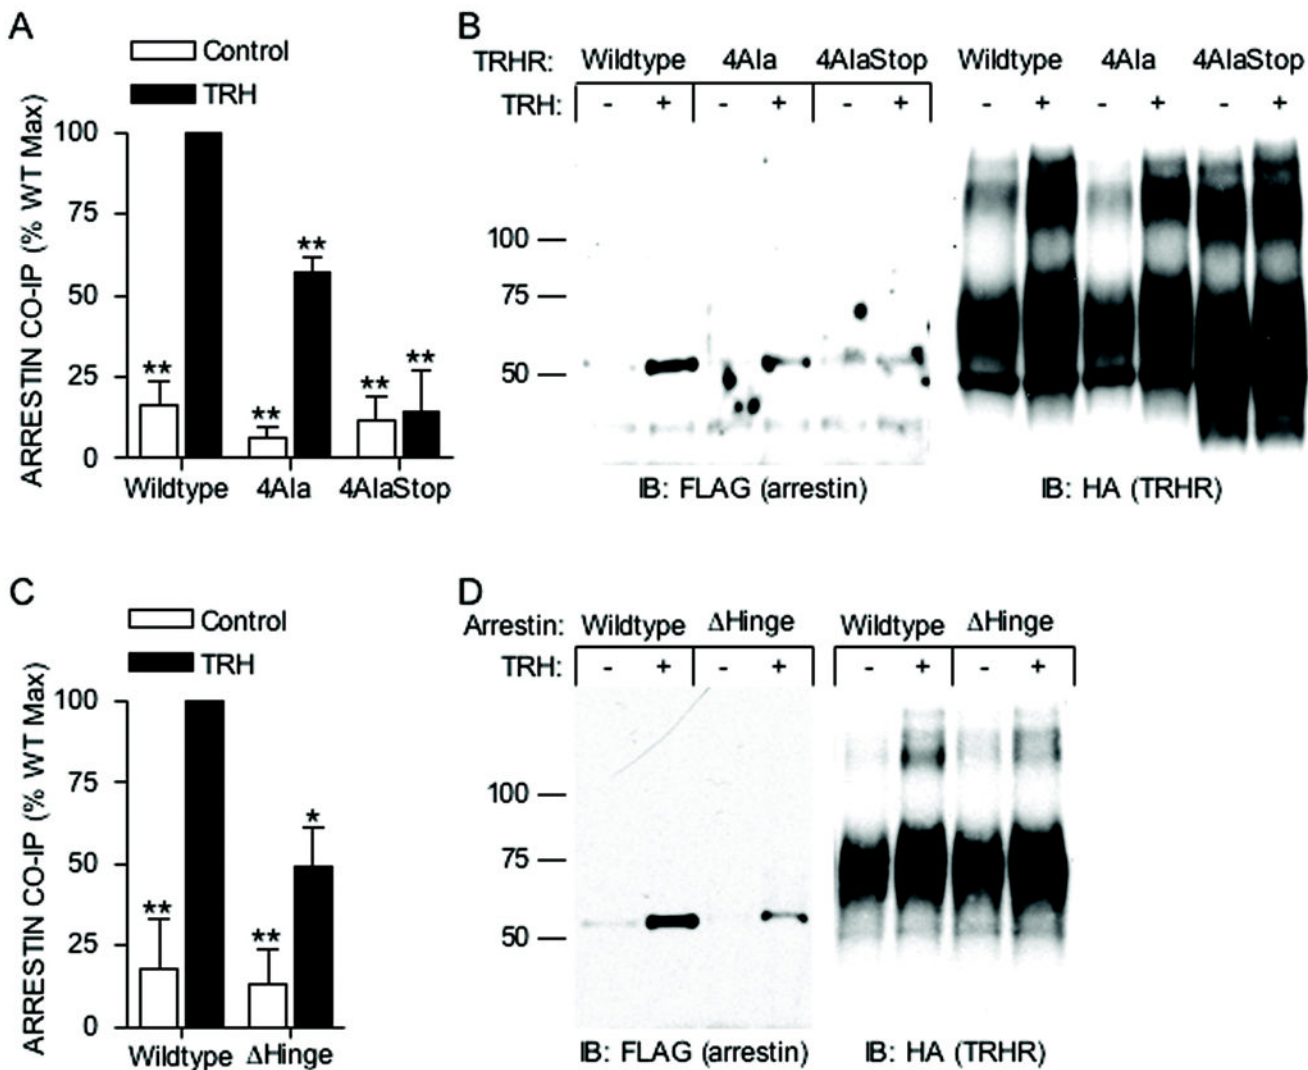 A
Control
TRH
ARRESTIN CO-IP (% WT Max)
100
75
50
25
0
**
**
**
**
**
Wildtype 4Ala 4AlaStop
B
TRHR: Wildtype 4Ala 4AlaStop Wildtype 4Ala 4AlaStop
TRH: - + - + - + - + - + - +
100
75
50
IB: FLAG (arrestin) IB: HA (TRHR)
C
Control
TRH
ARRESTIN CO-IP (% WT Max)
100
75
50
25
0
**
**
*
Wildtype ΔHinge
D
Arrestin: Wildtype ΔHinge Wildtype ΔHinge
TRH: - + - + - + - +
100
75
50
IB: FLAG (arrestin) IB: HA (TRHR)